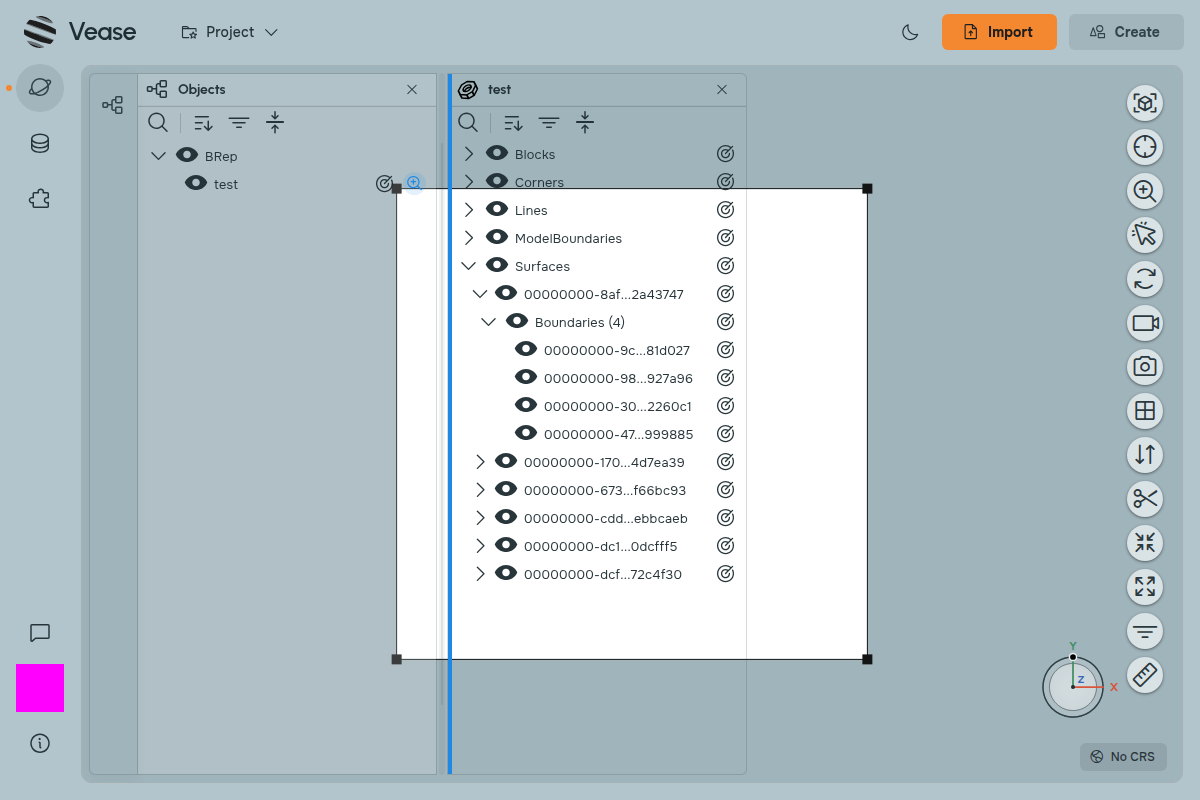 Vease
Project
Import
Create
Objects
BRep
test
test
Blocks
Corners
Lines
ModelBoundaries
Surfaces
00000000-8af...2a43747
Boundaries (4)
00000000-9c...81d027
00000000-98...927a96
00000000-30...2260c1
00000000-47...999885
00000000-170...4d7ea39
00000000-673...f66bc93
00000000-cdd...ebbcaeb
00000000-dc1...0dcfff5
00000000-dcf...72c4f30
Y
Z
X
No CRS